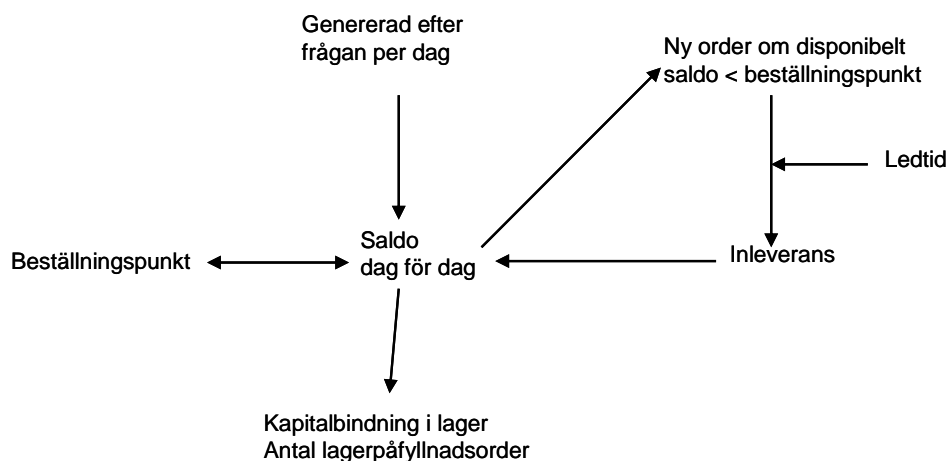 Genererad efter
frågan per dag
Ny order om disponibelt
saldo < beställningspunkt
Ledtid
Saldo
dag för dag
Beställningspunkt
Inleverans
Kapitalbindning i lager
Antal lagerpåfyllnadsorder